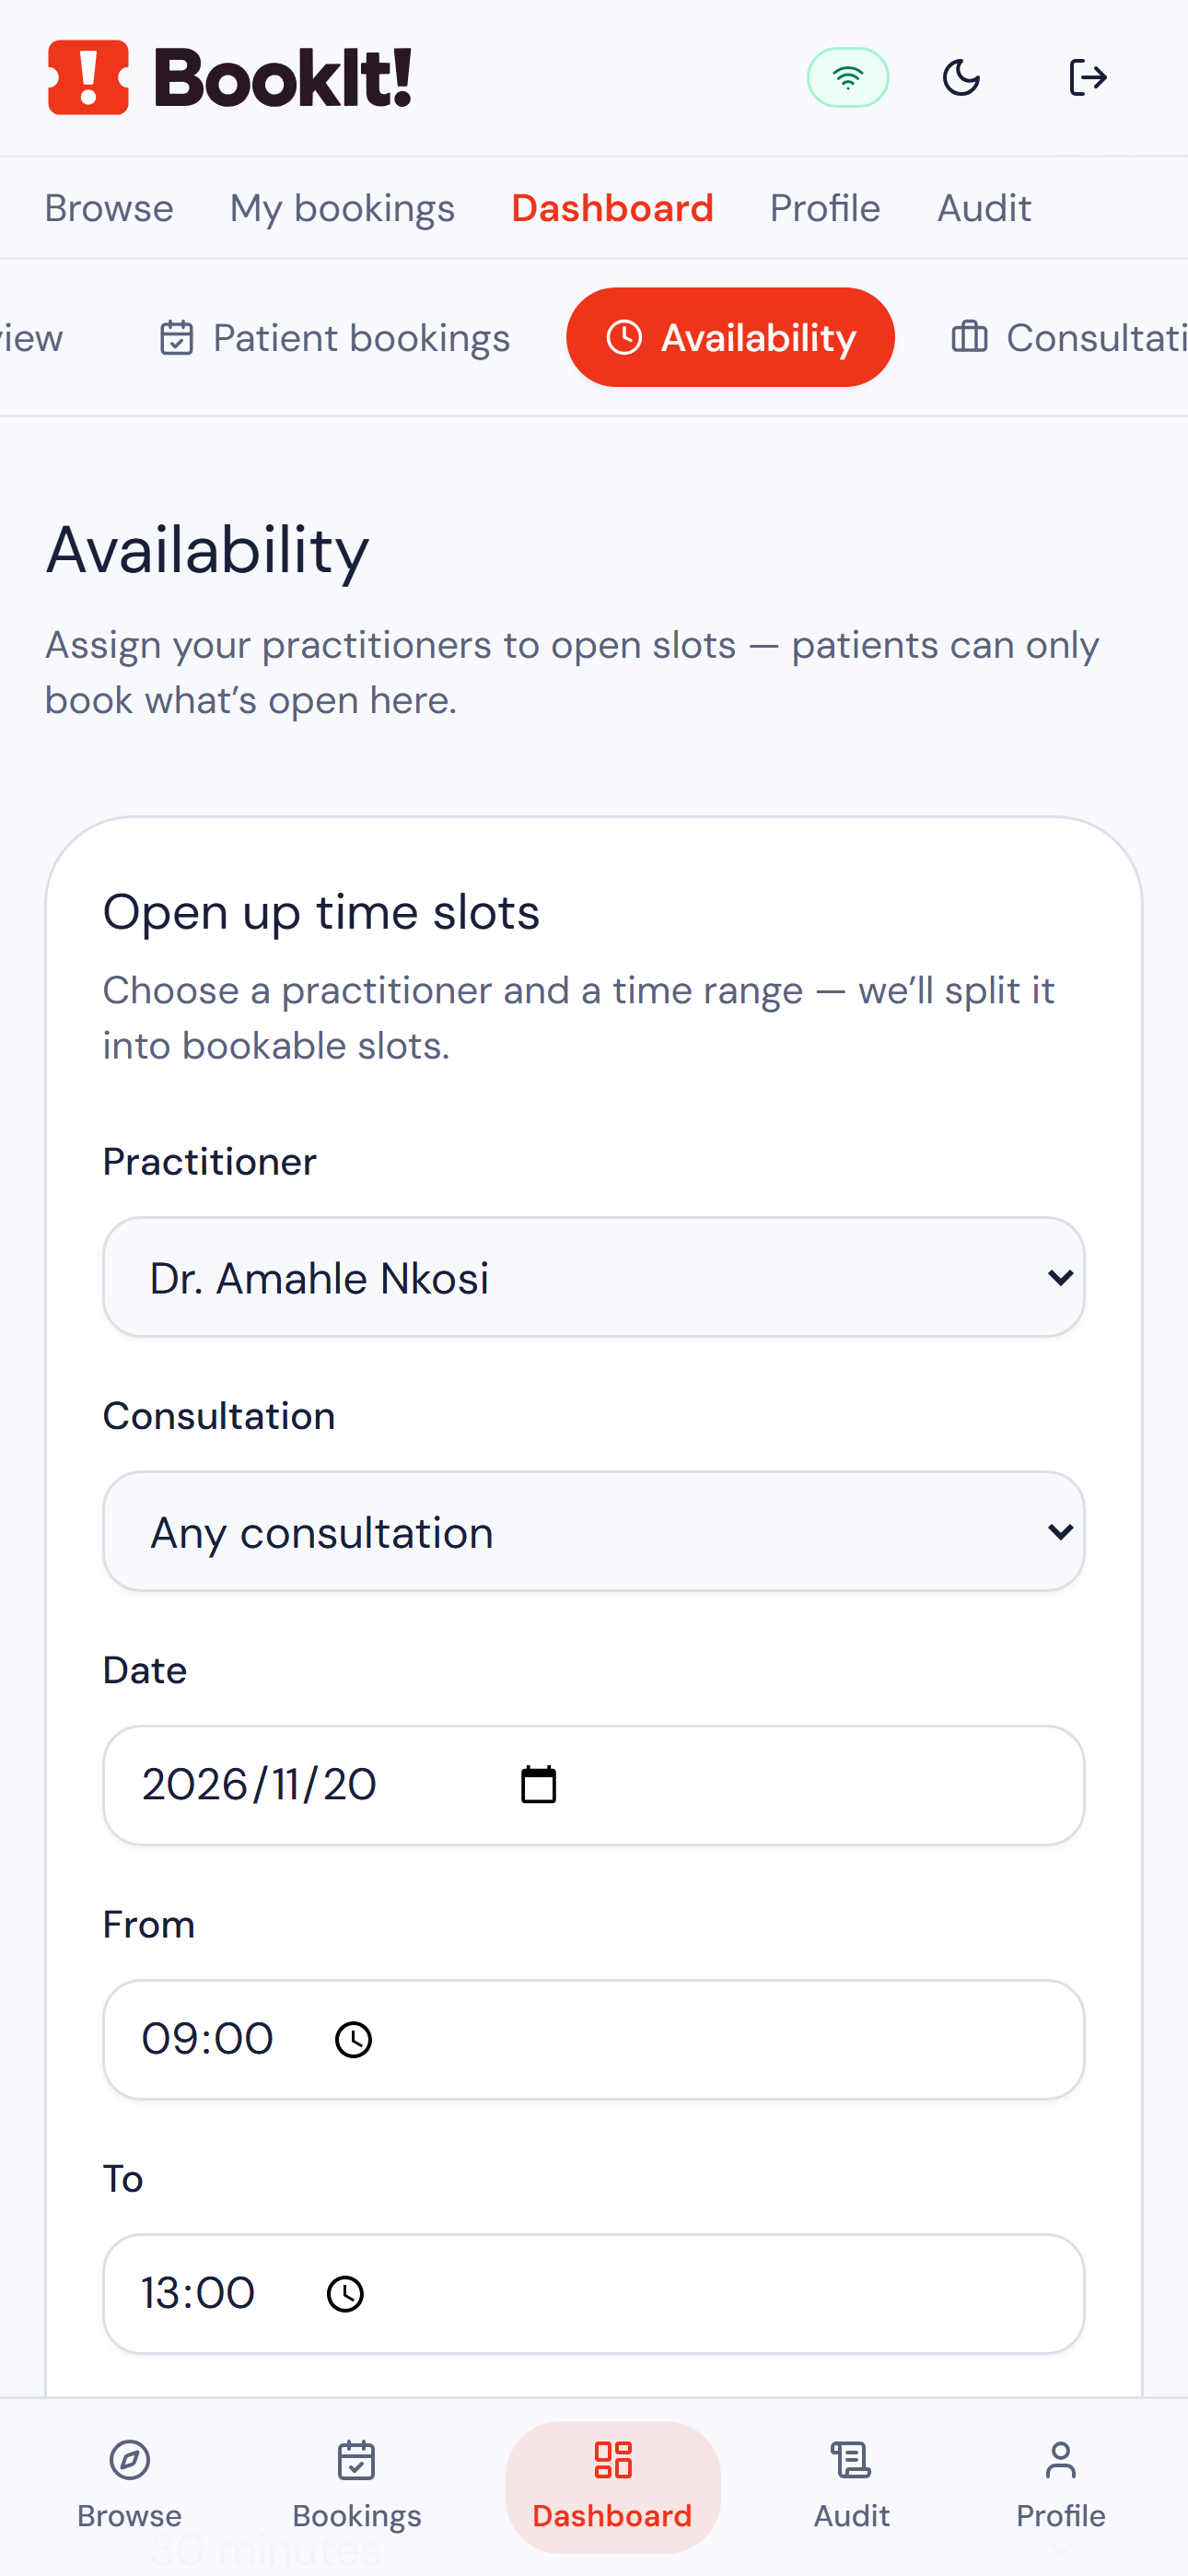 BookIt!
Browse My bookings Dashboard Profile Audit
view Patient bookings Availability Consultati
Availability
Assign your practitioners to open slots — patients can only
book what’s open here.
Open up time slots
Choose a practitioner and a time range — we’ll split it
into bookable slots.
Practitioner
Dr. Amahle Nkosi
Consultation
Any consultation
Date
2026/11/20
From
09:00
To
13:00
Browse Bookings Dashboard Audit Profile
30 minutes